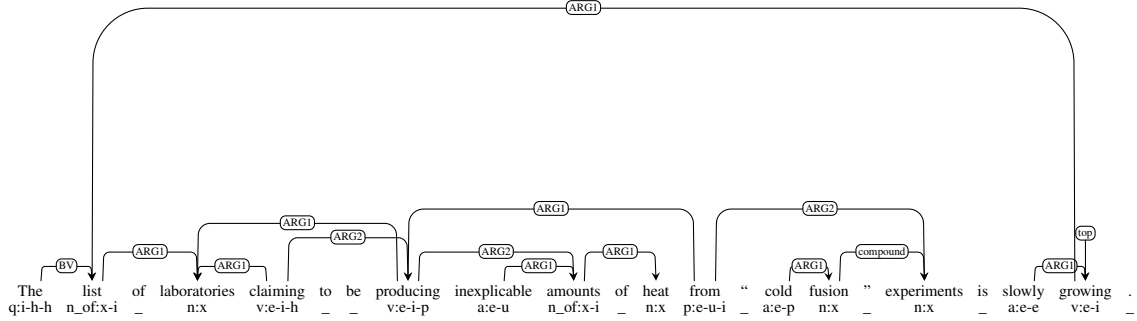 ARG1
top
ARG1 ARG2
ARG1
ARG2
BV ARG1 ARG1 ARG2 ARG1 ARG1 compound ARG1
ARG1 ARG1
The list of laboratories claiming to be producing inexplicable amounts of heat from “ cold fusion ” experiments is slowly growing .
q:i-h-h n_of:x-i _ n:x v:e-i-h _ _ v:e-i-p a:e-u n_of:x-i _ n:x p:e-u-i _ a:e-p n:x _ n:x _ a:e-e v:e-i _